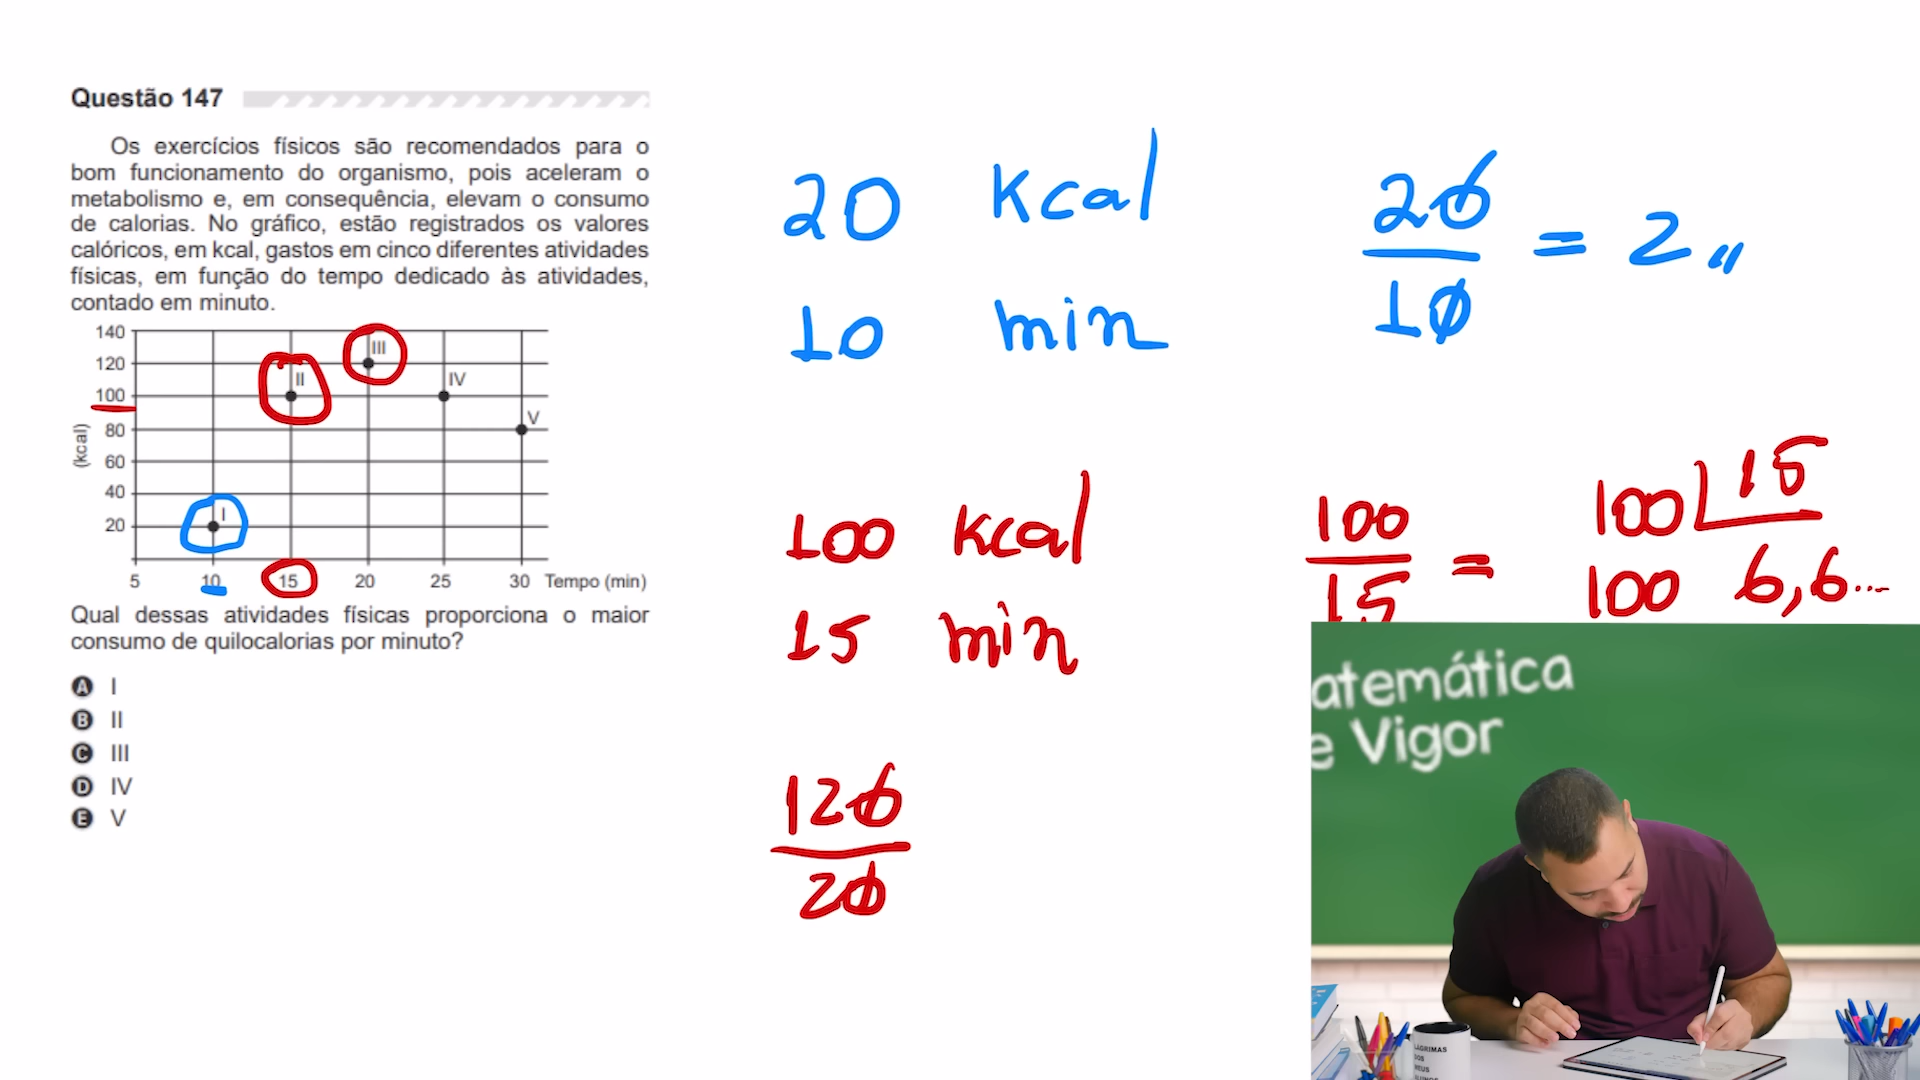 Questão 147
Os exercícios físicos são recomendados para o
bom funcionamento do organismo, pois aceleram o
metabolismo e, em consequência, elevam o consumo
de calorias. No gráfico, estão registrados os valores
calóricos, em kcal, gastos em cinco diferentes atividades
físicas, em função do tempo dedicado às atividades,
contado em minuto.
140
120
100
80
60
40
20
(kcal)
I
II
III
IV
V
5 10 15 20 25 30 Tempo (min)
Qual dessas atividades físicas proporciona o maior
consumo de quilocalorias por minuto?
A I
B II
C III
D IV
E V
20 kcal
10 min
20
10
= 2
100 kcal
15 min
100
15
=
100 15
100 6,6...
120
20
atemática
e Vigor
LÁGRIMAS
DOS
MEUS